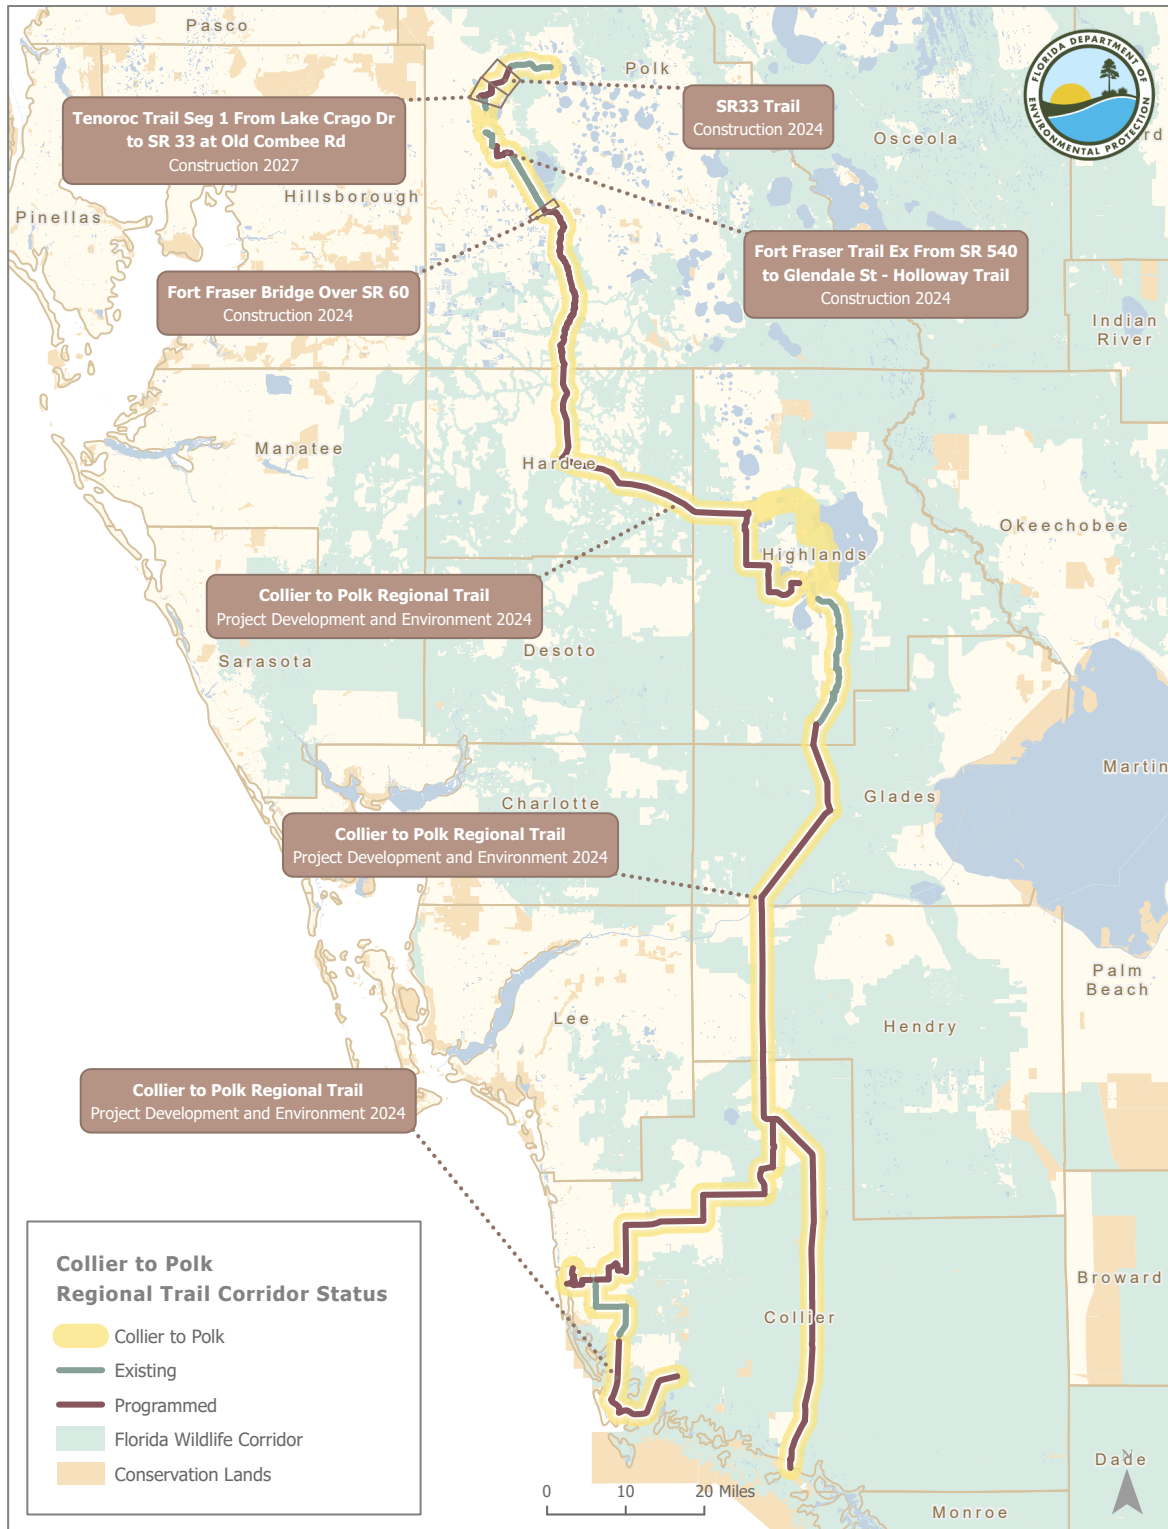 Pasco
Polk
FLORIDA DEPARTMENT OF
ENVIRONMENTAL PROTECTION
Tenoroc Trail Seg 1 From Lake Crago Dr
to SR 33 at Old Combee Rd
Construction 2027
SR33 Trail
Construction 2024
Osceola
Hillsborough
Pinellas
Fort Fraser Trail Ex From SR 540
to Glendale St - Holloway Trail
Construction 2024
Fort Fraser Bridge Over SR 60
Construction 2024
Indian
River
Manatee
Hardee
Okeechobee
Highlands
Collier to Polk Regional Trail
Project Development and Environment 2024
Desoto
Sarasota
Martin
Glades
Charlotte
Collier to Polk Regional Trail
Project Development and Environment 2024
Palm
Beach
Lee
Hendry
Collier to Polk Regional Trail
Project Development and Environment 2024
Collier to Polk
Regional Trail Corridor Status
Collier to Polk
Existing
Programmed
Florida Wildlife Corridor
Conservation Lands
Broward
Collier
Dade
N
0 10 20 Miles
Monroe